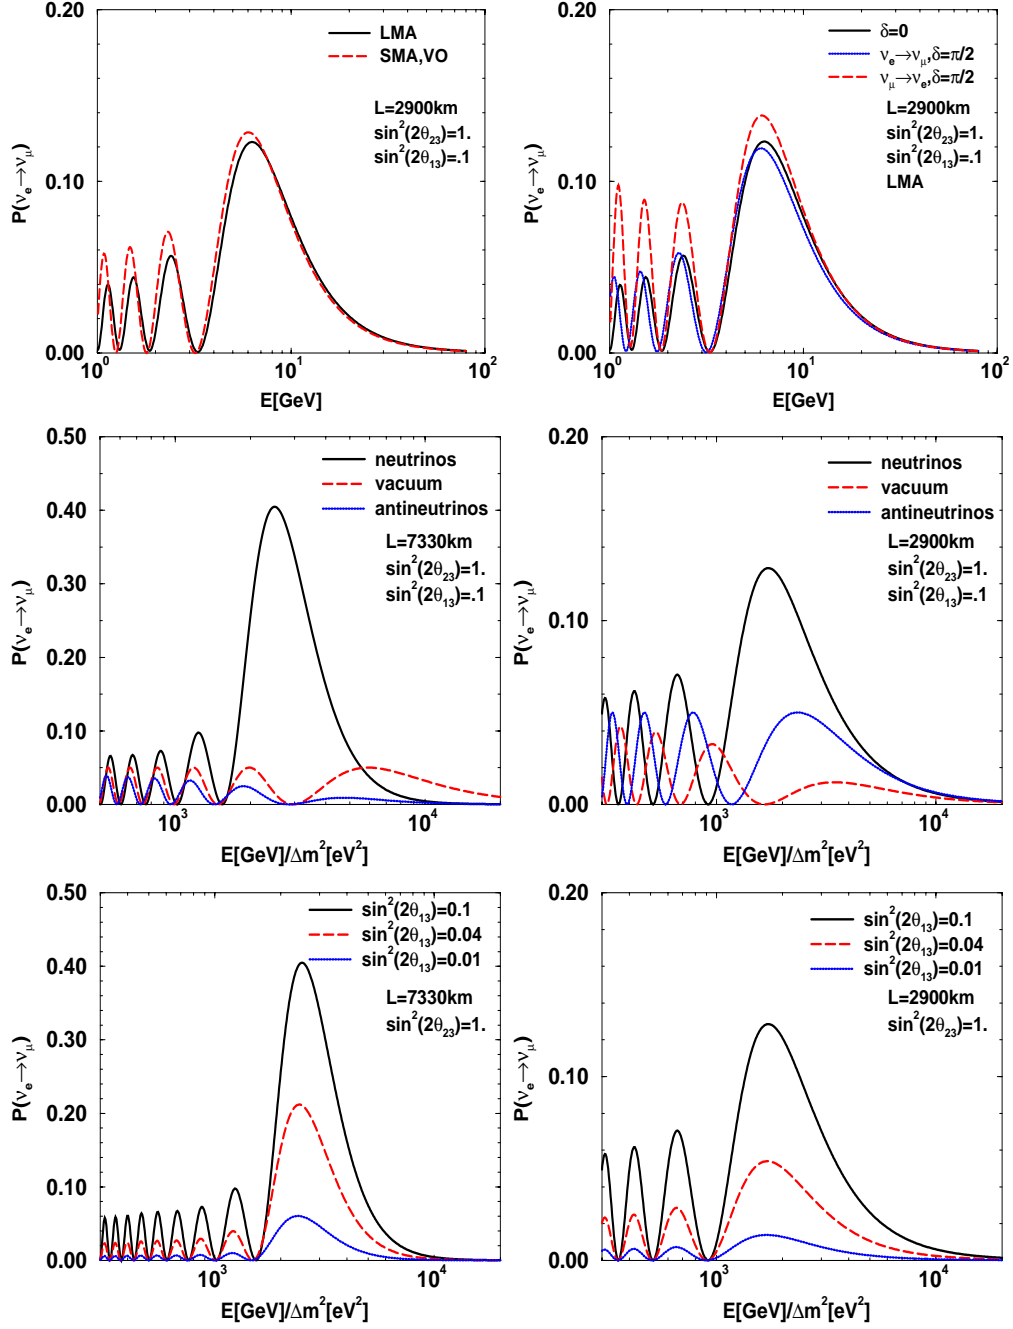 0.20
0.10
0.00
P(νe→νμ)
LMA
SMA,VO
L=2900km
sin²(2θ₂₃)=1.
sin²(2θ₁₃)=.1
10⁰ 10¹ 10²
E[GeV]
0.20
0.10
0.00
P(νe→νμ)
δ=0
νe→νμ,δ=π/2
νμ→νe,δ=π/2
L=2900km
sin²(2θ₂₃)=1.
sin²(2θ₁₃)=.1
LMA
10⁰ 10¹ 10²
E[GeV]
0.50
0.40
0.30
0.20
0.10
0.00
P(νe→νμ)
neutrinos
vacuum
antineutrinos
L=7330km
sin²(2θ₂₃)=1.
sin²(2θ₁₃)=.1
10³ 10⁴
E[GeV]/Δm²[eV²]
0.20
0.10
0.00
P(νe→νμ)
neutrinos
vacuum
antineutrinos
L=2900km
sin²(2θ₂₃)=1.
sin²(2θ₁₃)=.1
10³ 10⁴
E[GeV]/Δm²[eV²]
0.50
0.40
0.30
0.20
0.10
0.00
P(νe→νμ)
sin²(2θ₁₃)=0.1
sin²(2θ₁₃)=0.04
sin²(2θ₁₃)=0.01
L=7330km
sin²(2θ₂₃)=1.
10³ 10⁴
E[GeV]/Δm²[eV²]
0.20
0.10
0.00
P(νe→νμ)
sin²(2θ₁₃)=0.1
sin²(2θ₁₃)=0.04
sin²(2θ₁₃)=0.01
L=2900km
sin²(2θ₂₃)=1.
10³ 10⁴
E[GeV]/Δm²[eV²]